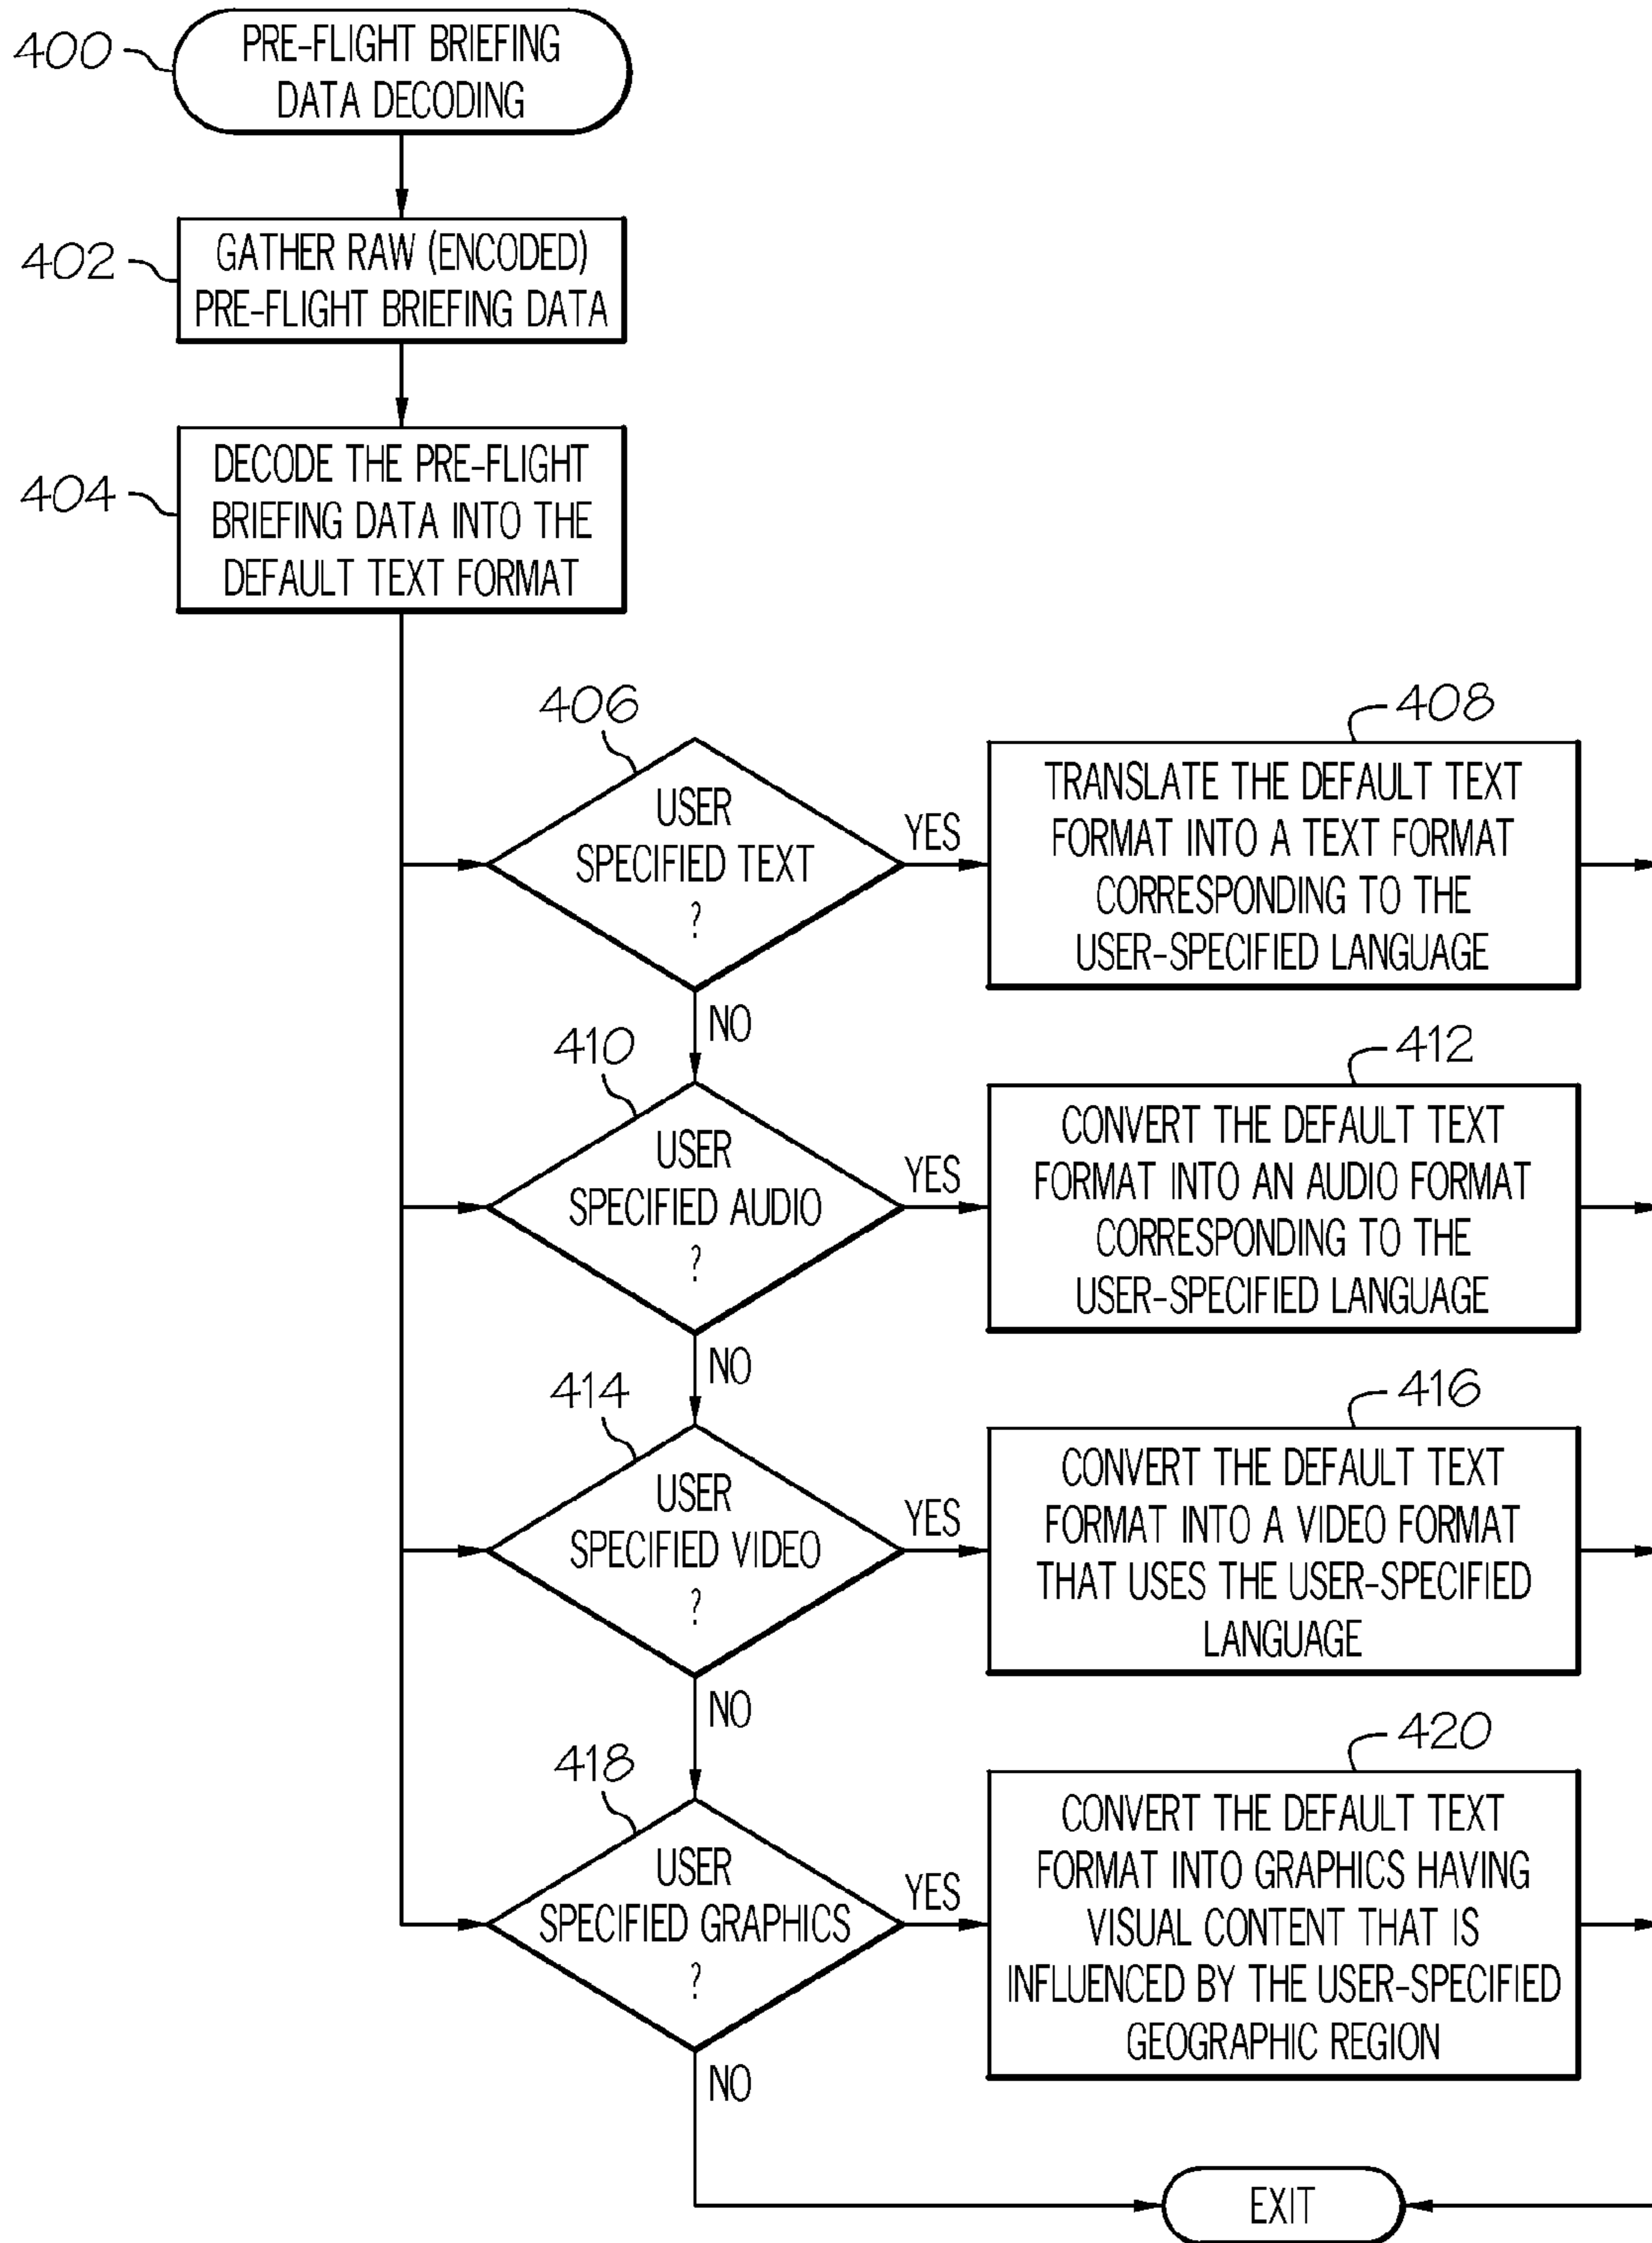 400
PRE-FLIGHT BRIEFING
DATA DECODING
402
GATHER RAW (ENCODED)
PRE-FLIGHT BRIEFING DATA
404
DECODE THE PRE-FLIGHT
BRIEFING DATA INTO THE
DEFAULT TEXT FORMAT
406
USER
SPECIFIED TEXT
?
YES
NO
408
TRANSLATE THE DEFAULT TEXT
FORMAT INTO A TEXT FORMAT
CORRESPONDING TO THE
USER-SPECIFIED LANGUAGE
410
USER
SPECIFIED AUDIO
?
YES
NO
412
CONVERT THE DEFAULT TEXT
FORMAT INTO AN AUDIO FORMAT
CORRESPONDING TO THE
USER-SPECIFIED LANGUAGE
414
USER
SPECIFIED VIDEO
?
YES
NO
416
CONVERT THE DEFAULT TEXT
FORMAT INTO A VIDEO FORMAT
THAT USES THE USER-SPECIFIED
LANGUAGE
418
USER
SPECIFIED GRAPHICS
?
YES
NO
420
CONVERT THE DEFAULT TEXT
FORMAT INTO GRAPHICS HAVING
VISUAL CONTENT THAT IS
INFLUENCED BY THE USER-SPECIFIED
GEOGRAPHIC REGION
EXIT